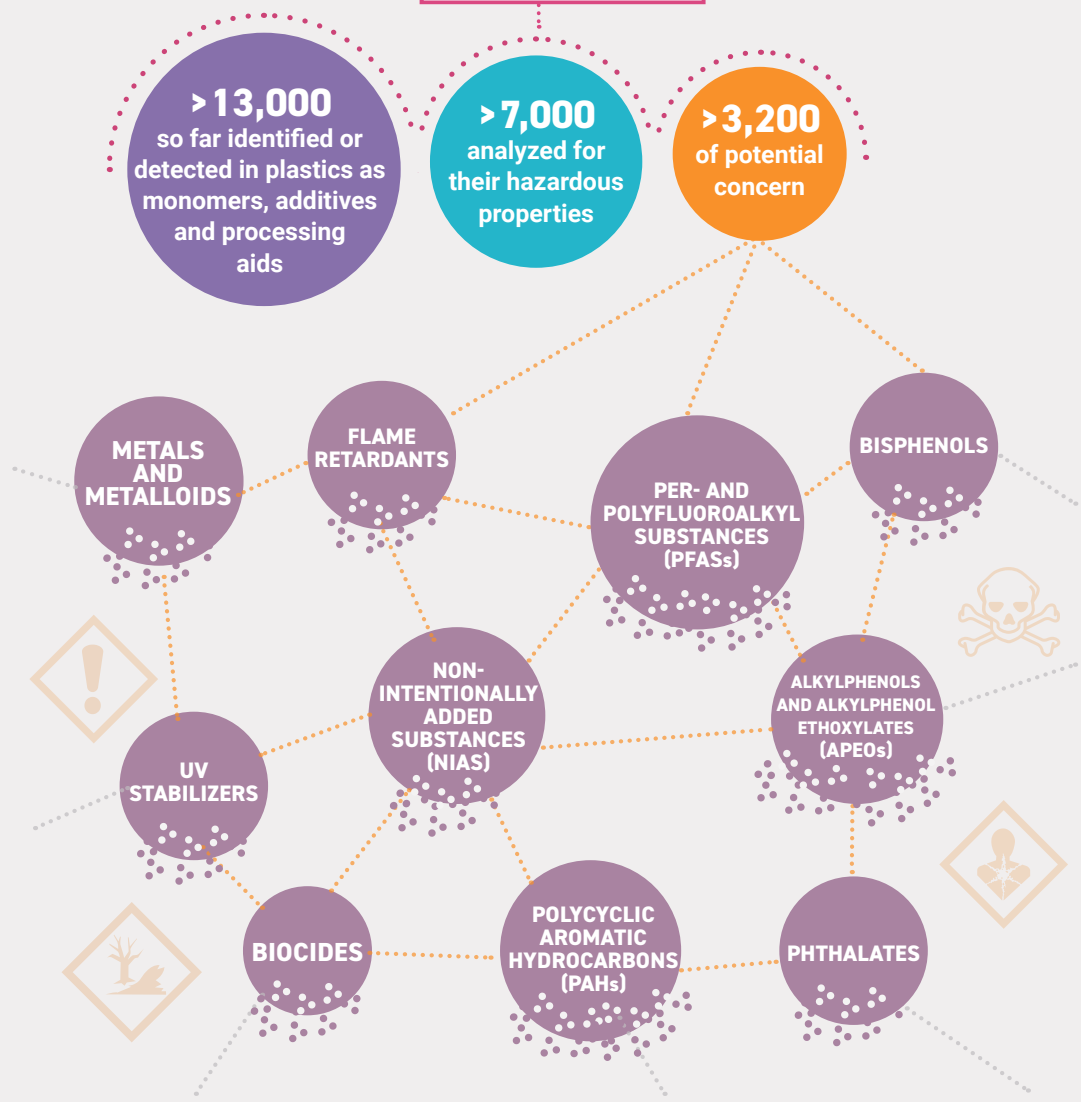 >13,000
so far identified or
detected in plastics as
monomers, additives
and processing
aids
>7,000
analyzed for
their hazardous
properties
>3,200
of potential
concern
METALS
AND
METALLOIDS
FLAME
RETARDANTS
PER- AND
POLYFLUOROALKYL
SUBSTANCES
(PFASs)
BISPHENOLS
NON-
INTENTIONALLY
ADDED
SUBSTANCES
(NIAS)
ALKYLPHENOLS
AND ALKYLPHENOL
ETHOXYLATES
(APEOs)
UV
STABILIZERS
BIOCIDES
POLYCYCLIC
AROMATIC
HYDROCARBONS
(PAHs)
PHTHALATES